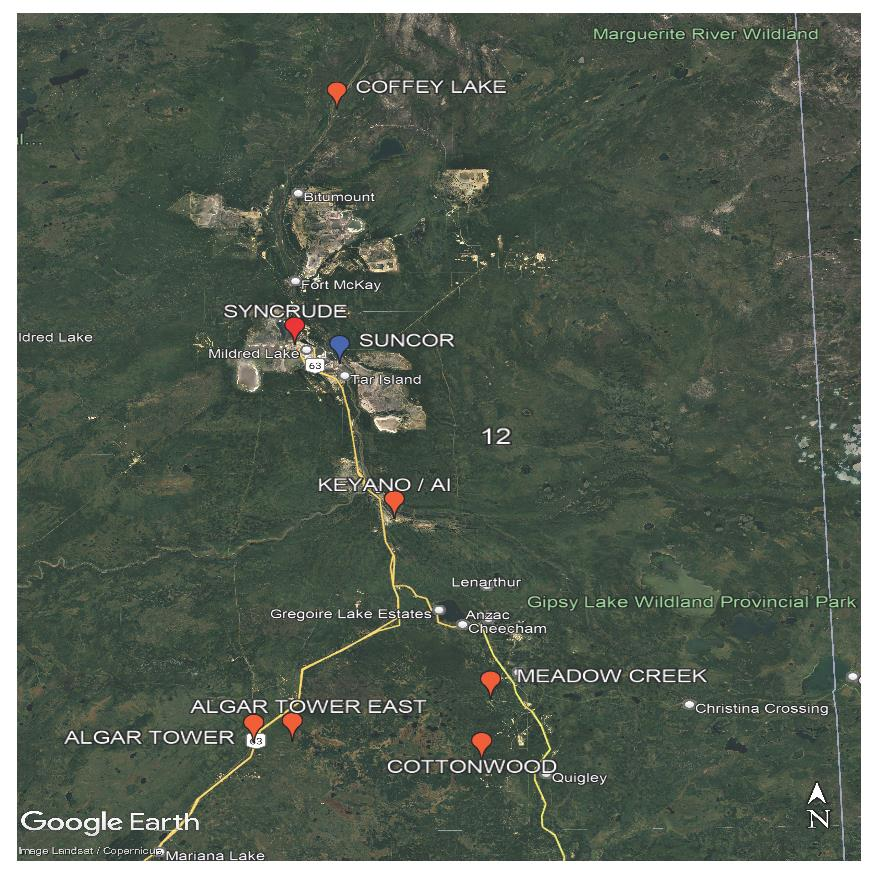 Marguerite River Wildland
COFFEY LAKE
Bitumount
Fort McKay
SYNCRUDE
ldred Lake
SUNCOR
Mildred Lake
63
Tar Island
12
KEYANO / AI
Lenarthur
Gipsy Lake Wildland Provincial Park
Gregoire Lake Estates
Anzac
Cheecham
MEADOW CREEK
ALGAR TOWER EAST
Christina Crossing
ALGAR TOWER
COTTONWOOD
Quigley
Google Earth
N
Image Landsat / Copernicus
Mariana Lake